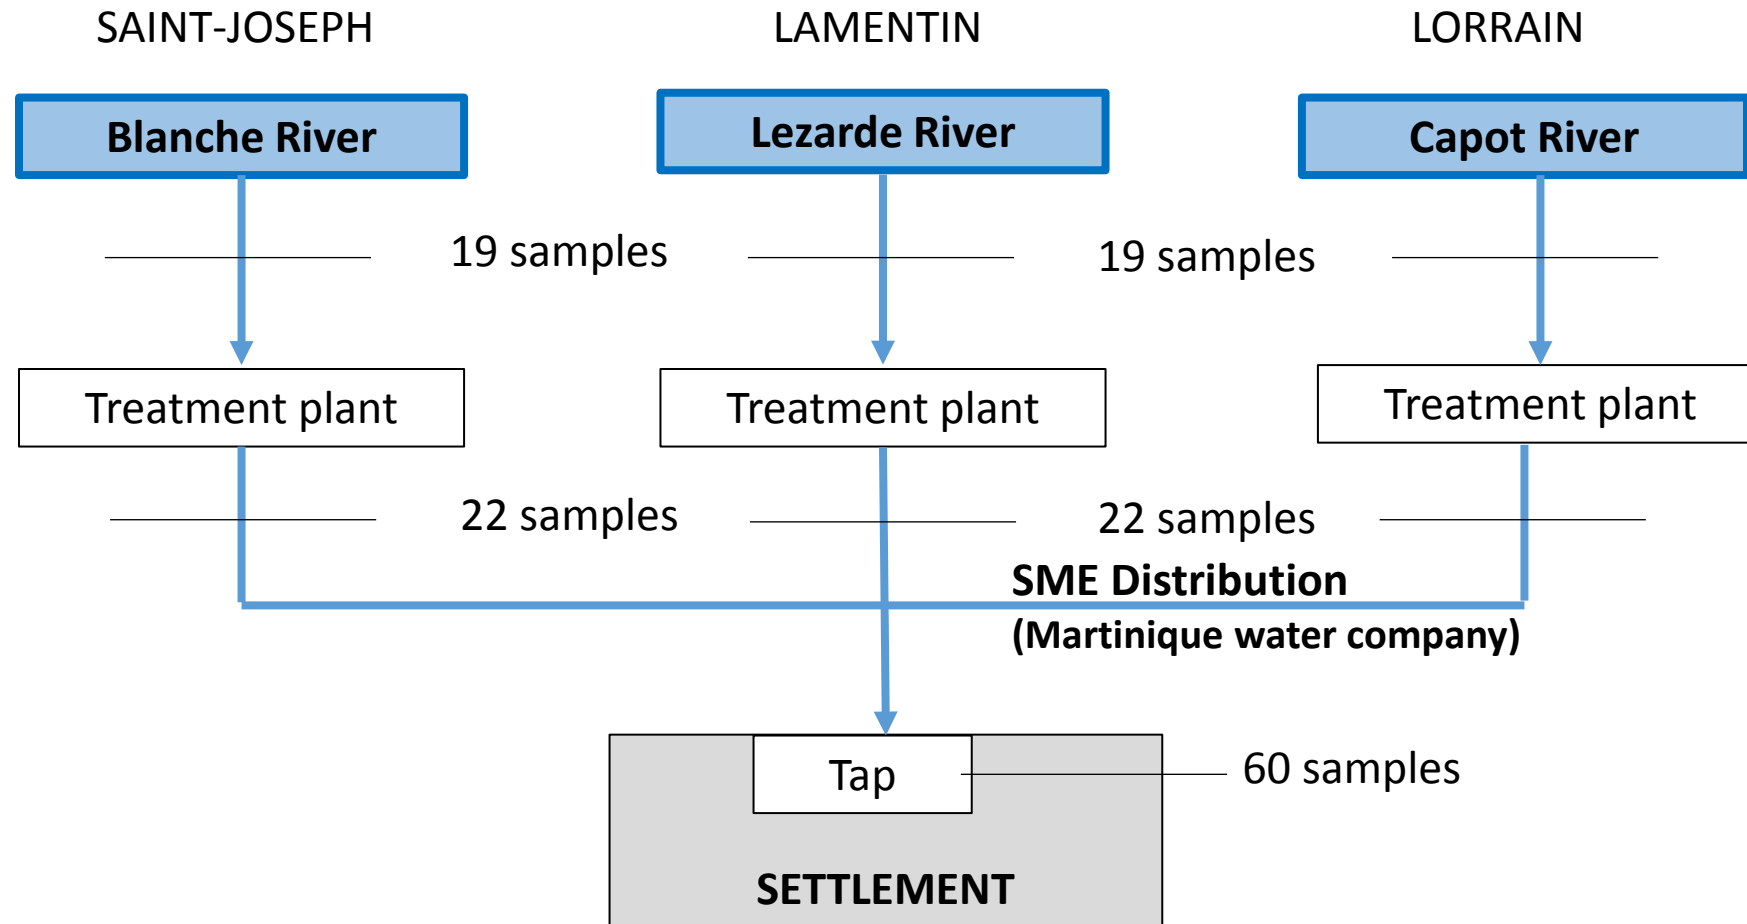 SAINT-JOSEPH
LAMENTIN
LORRAIN
Blanche River
Lezarde River
Capot River
19 samples
19 samples
Treatment plant
Treatment plant
Treatment plant
22 samples
22 samples
SME Distribution
(Martinique water company)
Tap
60 samples
SETTLEMENT